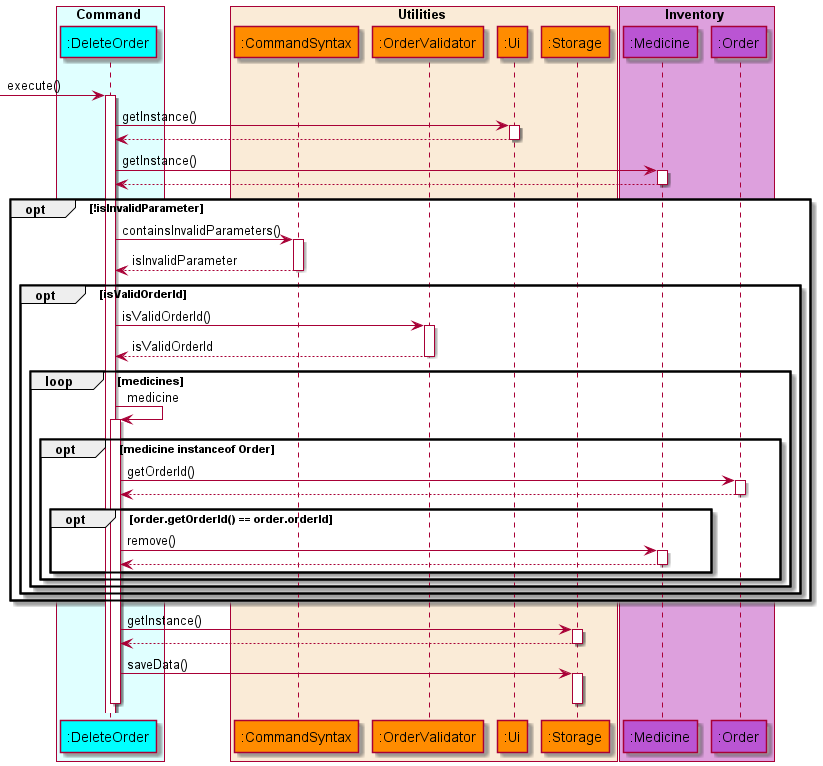 Command Utilities Inventory
:DeleteOrder :CommandSyntax :OrderValidator :Ui :Storage :Medicine :Order
execute()
getInstance()
getInstance()
opt [!isInvalidParameter]
containsInvalidParameters()
isInvalidParameter
opt [isValidOrderId]
isValidOrderId()
isValidOrderId
loop [medicines]
medicine
opt [medicine instanceof Order]
getOrderId()
opt [order.getOrderId() == order.orderId]
remove()
getInstance()
saveData()
:DeleteOrder :CommandSyntax :OrderValidator :Ui :Storage :Medicine :Order